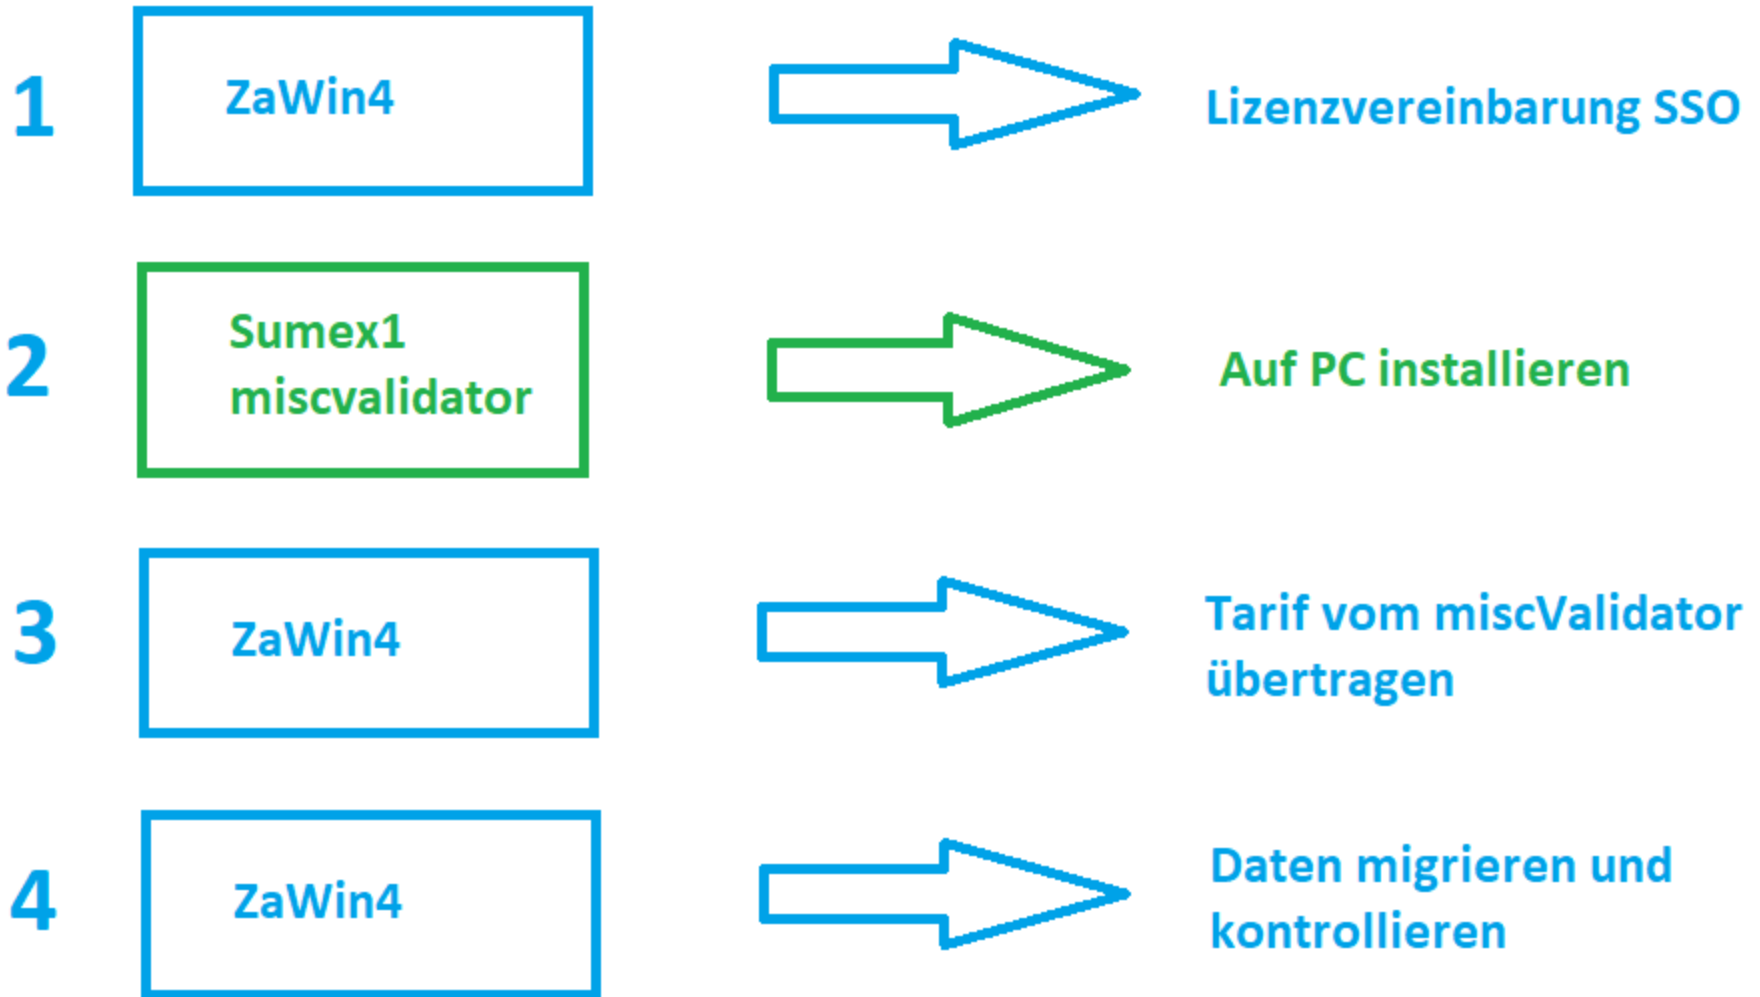 1
ZaWin4
Lizenzvereinbarung SSO
2
Sumex1
miscvalidator
Auf PC installieren
3
ZaWin4
Tarif vom miscValidator
übertragen
4
ZaWin4
Daten migrieren und
kontrollieren